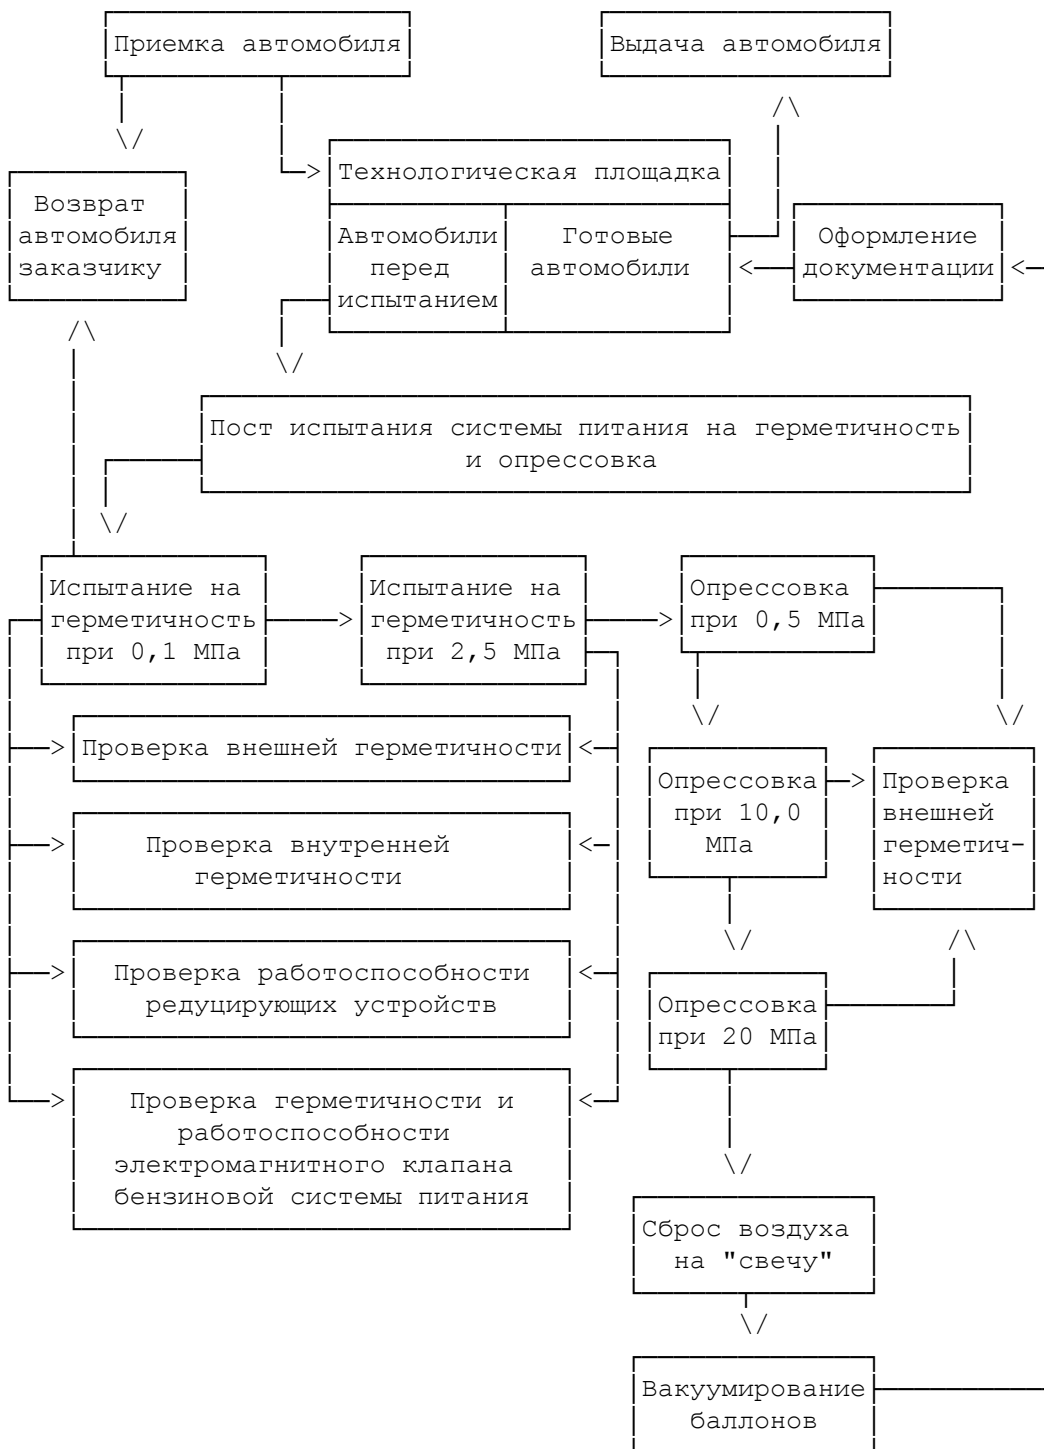 Приемка автомобиля
Выдача автомобиля
Технологическая площадка
Возврат
автомобиля
заказчику
Автомобили
перед
испытанием
Готовые
автомобили
Оформление
документации
Пост испытания системы питания на герметичность
и опрессовка
Испытание на
герметичность
при 0,1 МПа
Испытание на
герметичность
при 2,5 МПа
Опрессовка
при 0,5 МПа
Проверка внешней герметичности
Опрессовка
при 10,0
МПа
Проверка
внешней
герметич-
ности
Проверка внутренней
герметичности
Проверка работоспособности
редуцирующих устройств
Опрессовка
при 20 МПа
Проверка герметичности и
работоспособности
электромагнитного клапана
бензиновой системы питания
Сброс воздуха
на "свечу"
Вакуумирование
баллонов